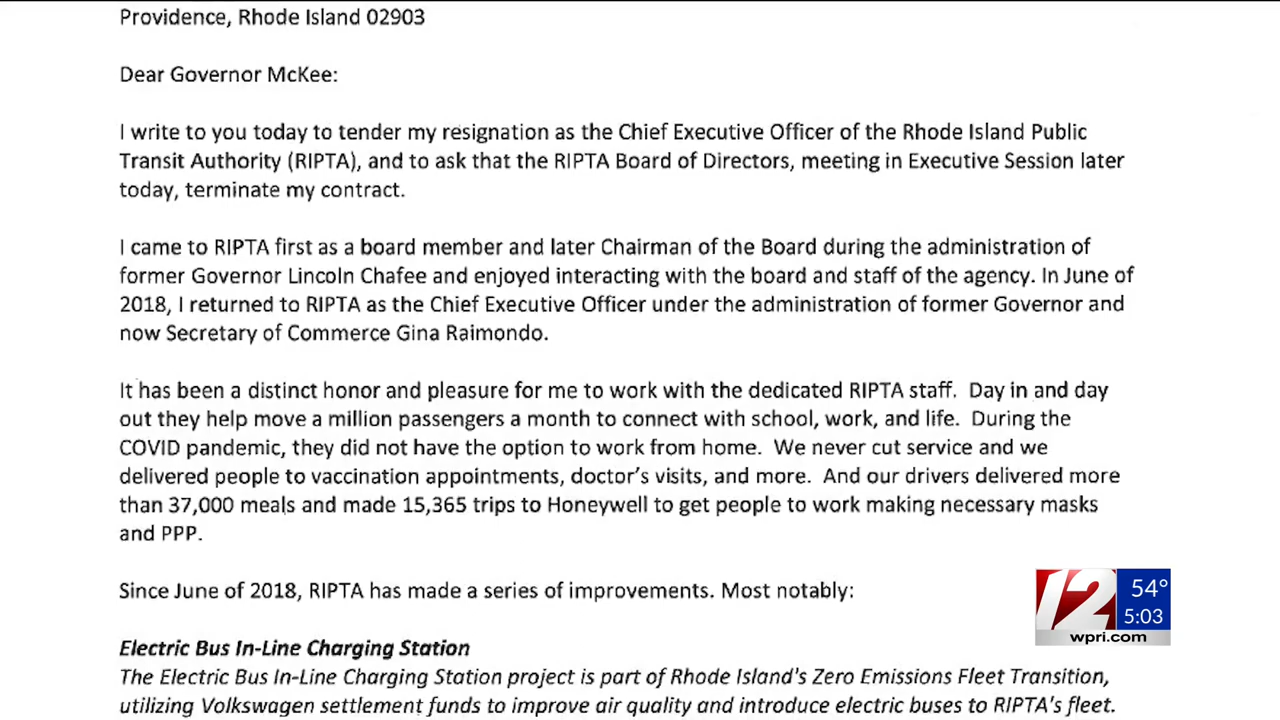 Providence, Rhode Island 02903
Dear Governor McKee:
I write to you today to tender my resignation as the Chief Executive Officer of the Rhode Island Public
Transit Authority (RIPTA), and to ask that the RIPTA Board of Directors, meeting in Executive Session later
today, terminate my contract.
I came to RIPTA first as a board member and later Chairman of the Board during the administration of
former Governor Lincoln Chafee and enjoyed interacting with the board and staff of the agency. In June of
2018, I returned to RIPTA as the Chief Executive Officer under the administration of former Governor and
now Secretary of Commerce Gina Raimondo.
It has been a distinct honor and pleasure for me to work with the dedicated RIPTA staff. Day in and day
out they help move a million passengers a month to connect with school, work, and life. During the
COVID pandemic, they did not have the option to work from home. We never cut service and we
delivered people to vaccination appointments, doctor's visits, and more. And our drivers delivered more
than 37,000 meals and made 15,365 trips to Honeywell to get people to work making necessary masks
and PPP.
Since June of 2018, RIPTA has made a series of improvements. Most notably:
Electric Bus In-Line Charging Station
The Electric Bus In-Line Charging Station project is part of Rhode Island's Zero Emissions Fleet Transition,
utilizing Volkswagen settlement funds to improve air quality and introduce electric buses to RIPTA's fleet.
12
54°
5:03
wpri.com